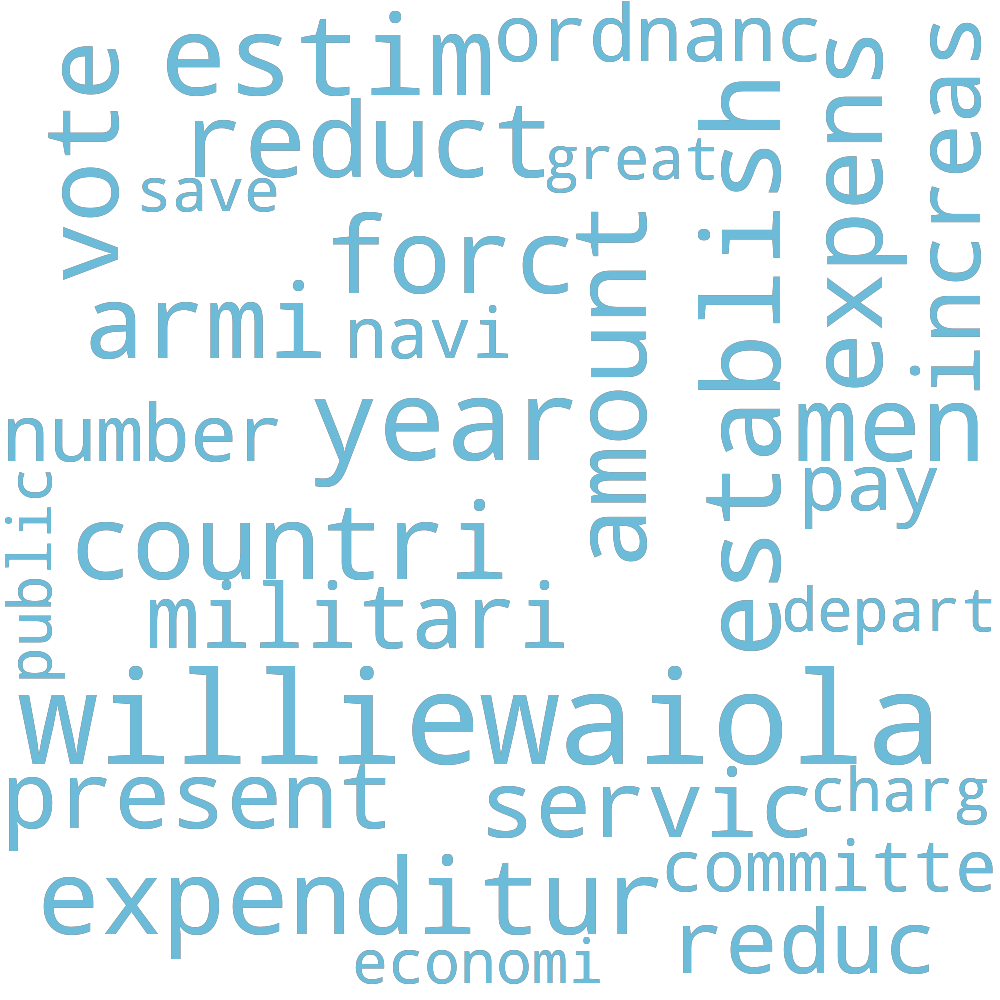 estim
ordnanc
vote
reduct
great
save
establish
expens
increas
forc
amount
armi
navi
year
men
number
pay
public
countri
militari
depart
williewaiola
present
servic
charg
expenditur
committe
reduc
economi